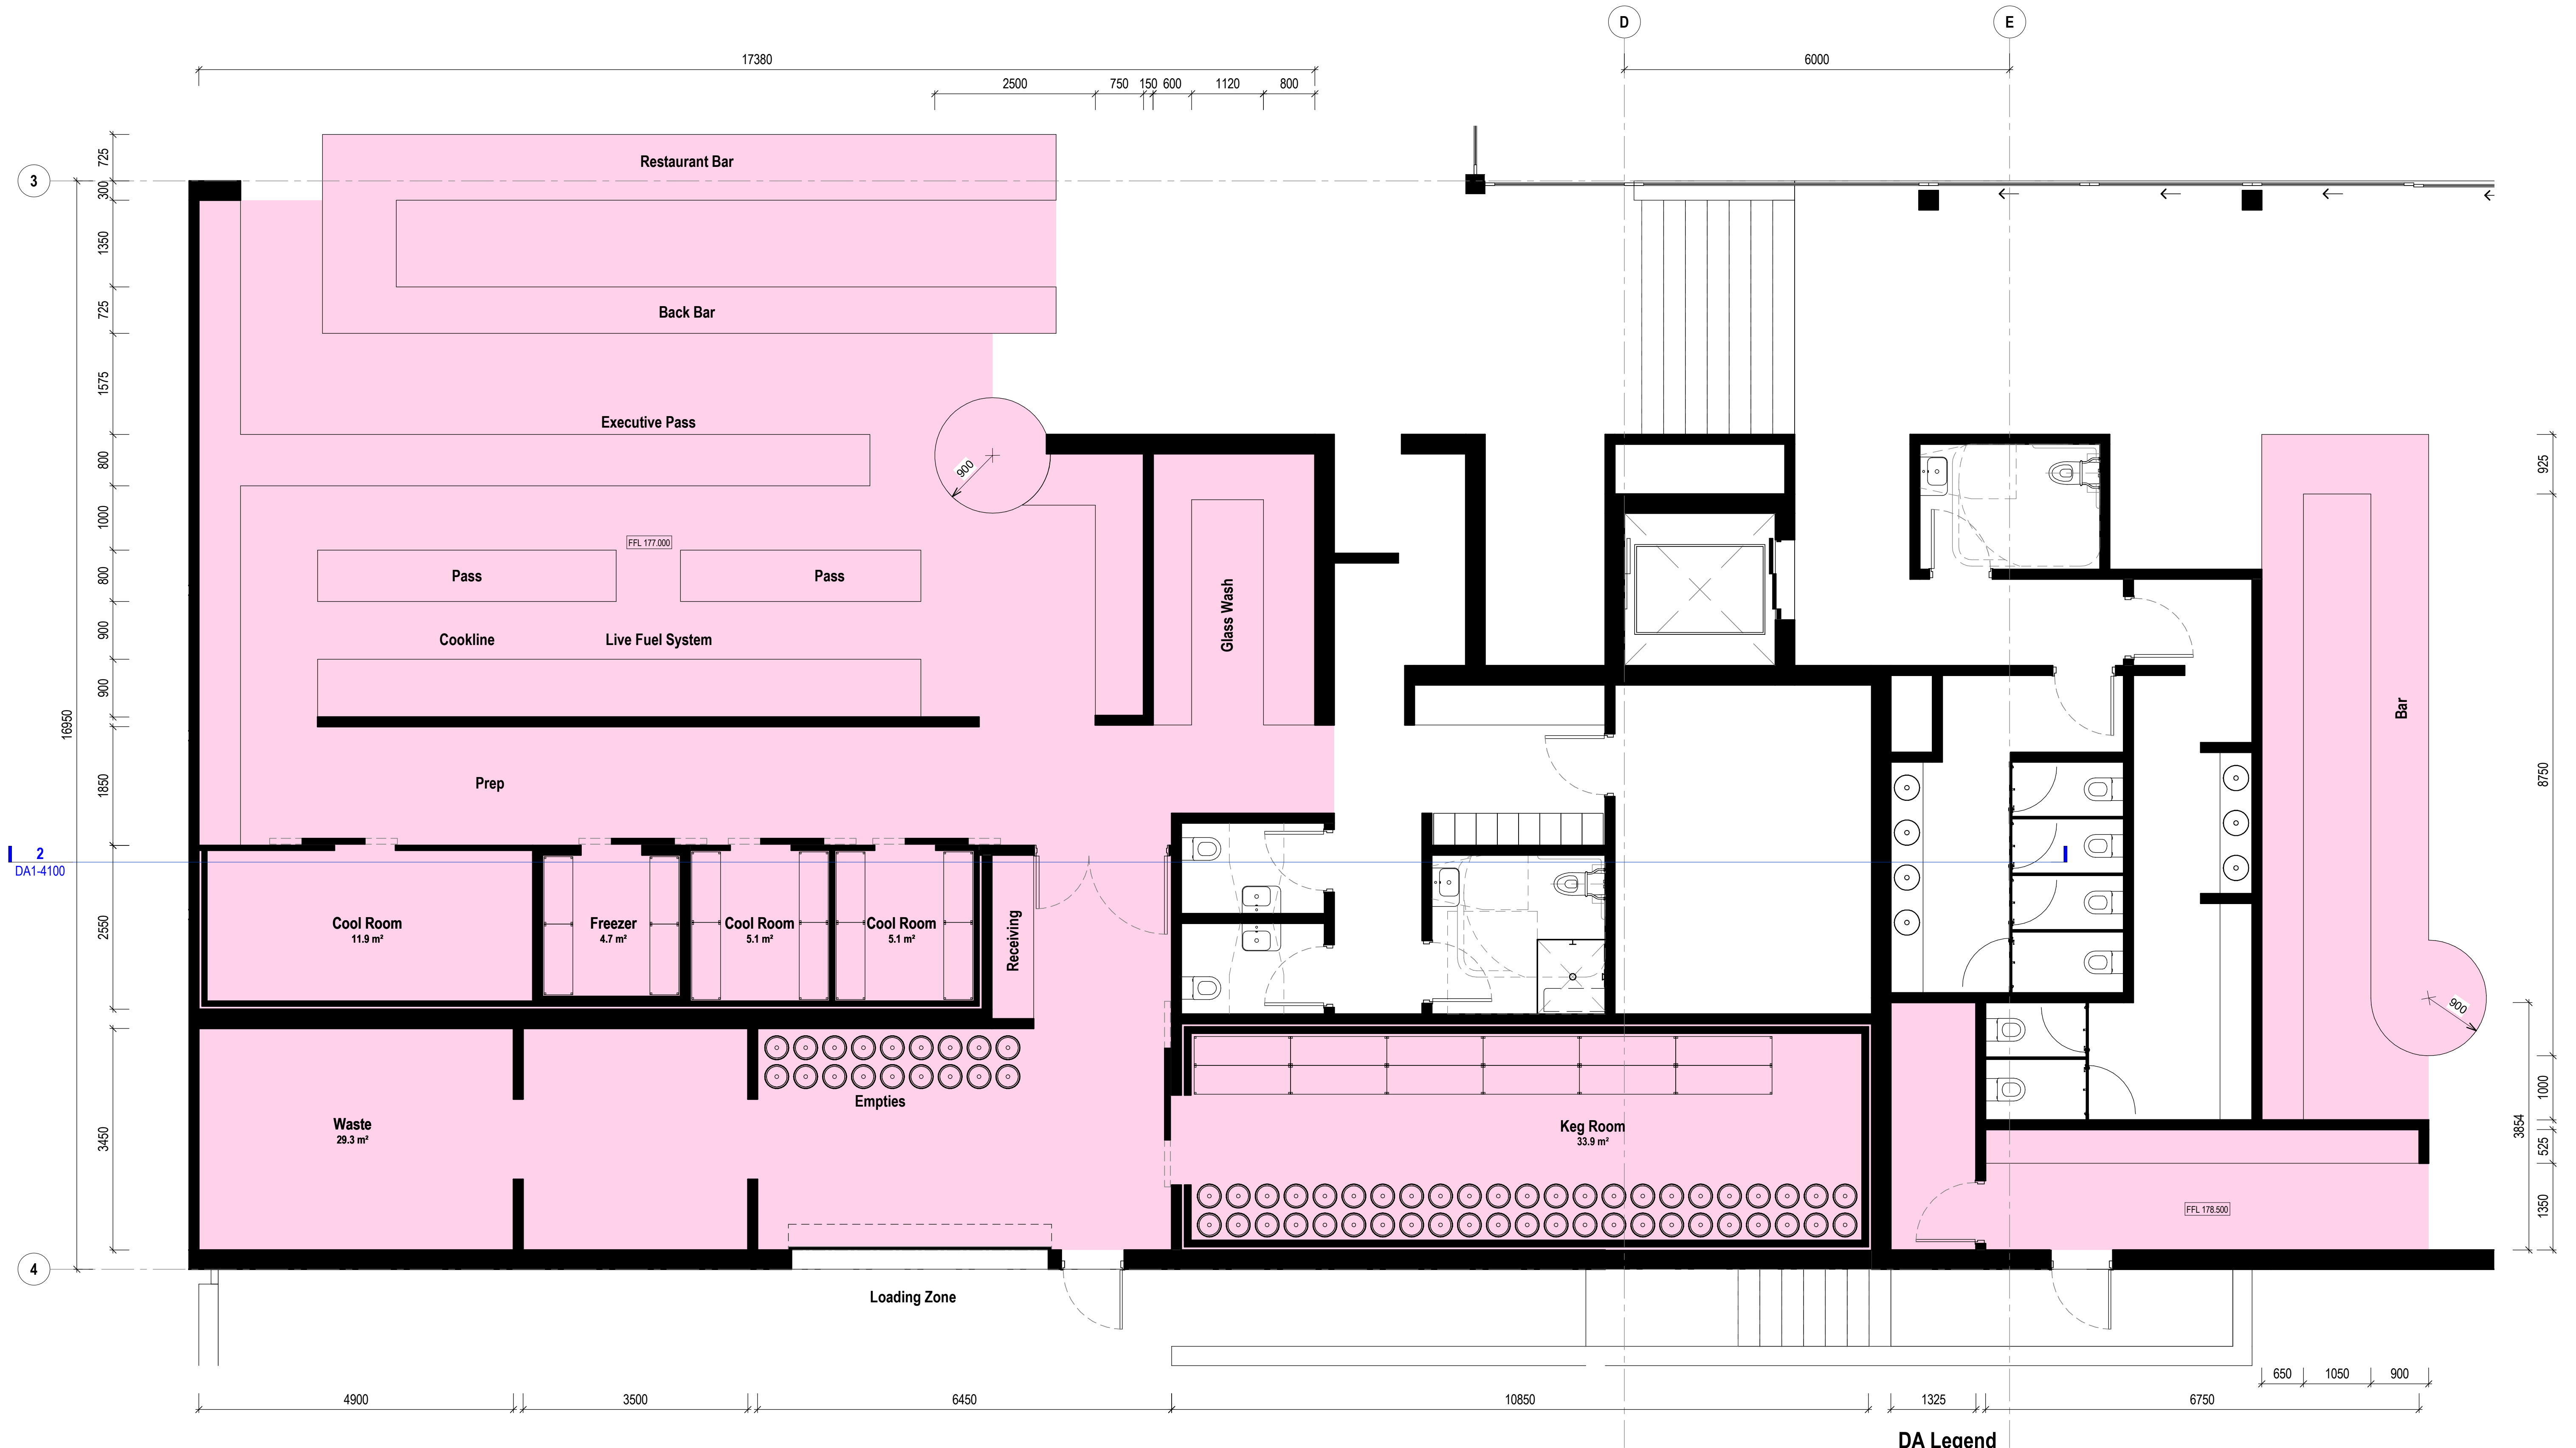 D
E
17380
6000
2500
750
150
600
1120
800
725
Restaurant Bar
3
300
1350
725
Back Bar
1575
Executive Pass
800
900
925
1000
FFL 177.000
800
Pass
Pass
Glass Wash
900
Cookline
Live Fuel System
900
Bar
16950
1850
Prep
8750
2
DA1-4100
2550
Cool Room
11.9 m²
Freezer
4.7 m²
Cool Room
5.1 m²
Cool Room
5.1 m²
Receiving
900
1000
Empties
3854
3450
Waste
29.3 m²
Keg Room
33.9 m²
525
1350
FFL 178.500
4
Loading Zone
650
1050
900
4900
3500
6450
10850
1325
6750
DA Legend